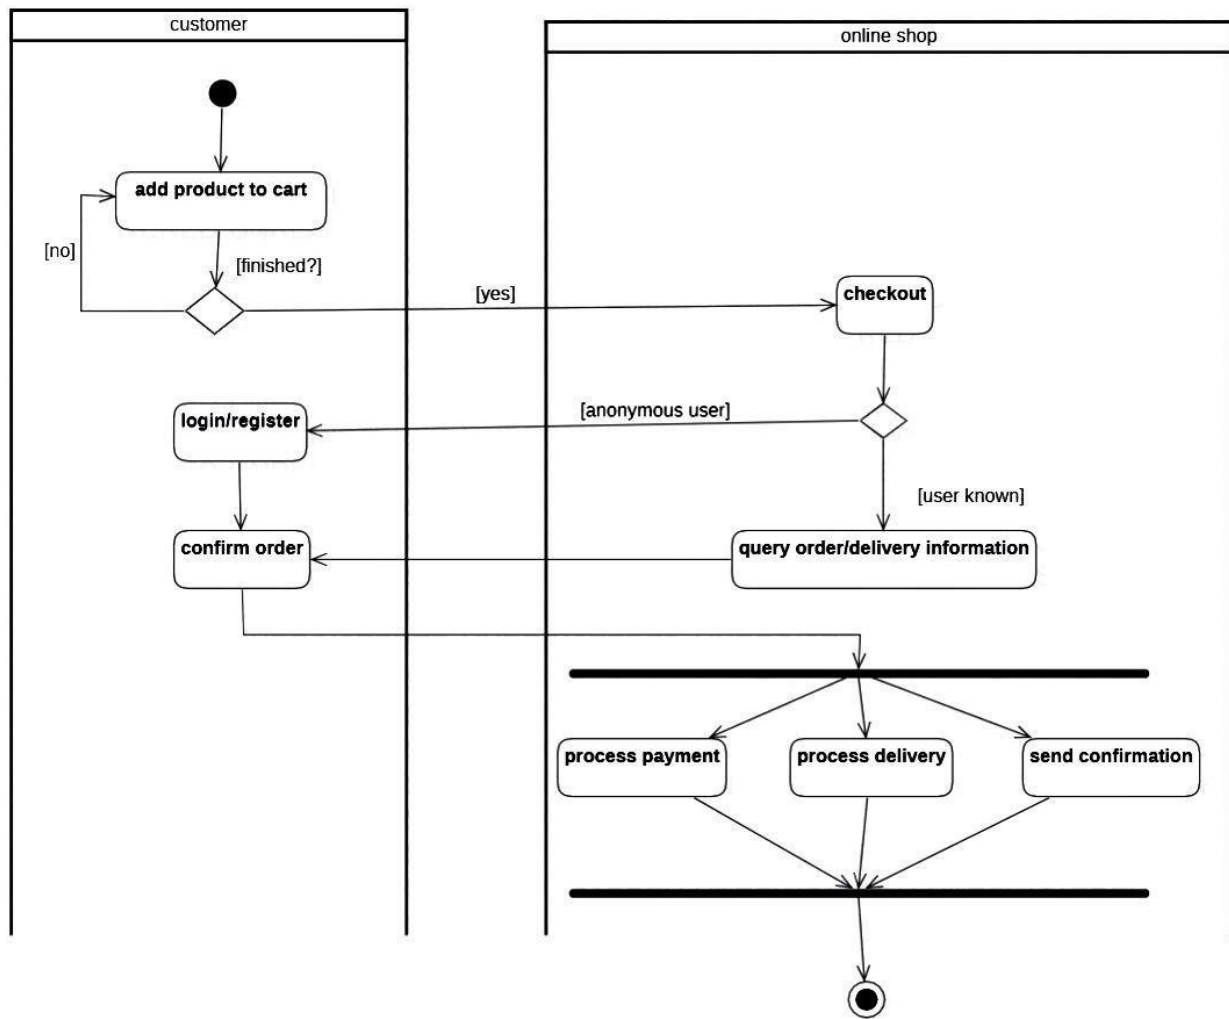 customer
online shop
add product to cart
[no]
[finished?]
[yes]
checkout
[anonymous user]
login/register
[user known]
confirm order
query order/delivery information
process payment
process delivery
send confirmation